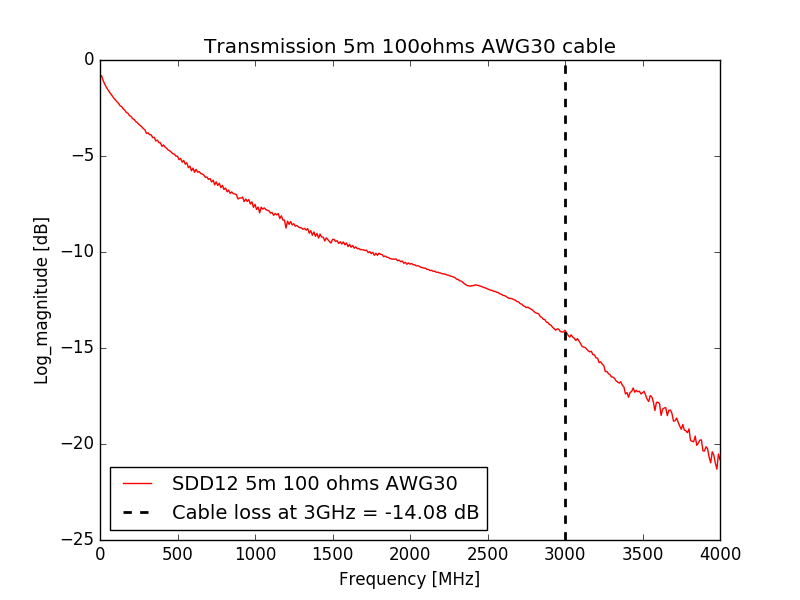 Transmission 5m 100ohms AWG30 cable
0
−5
−10
−15
−20
−25
Log_magnitude [dB]
SDD12 5m 100 ohms AWG30
Cable loss at 3GHz = -14.08 dB
0 500 1000 1500 2000 2500 3000 3500 4000
Frequency [MHz]